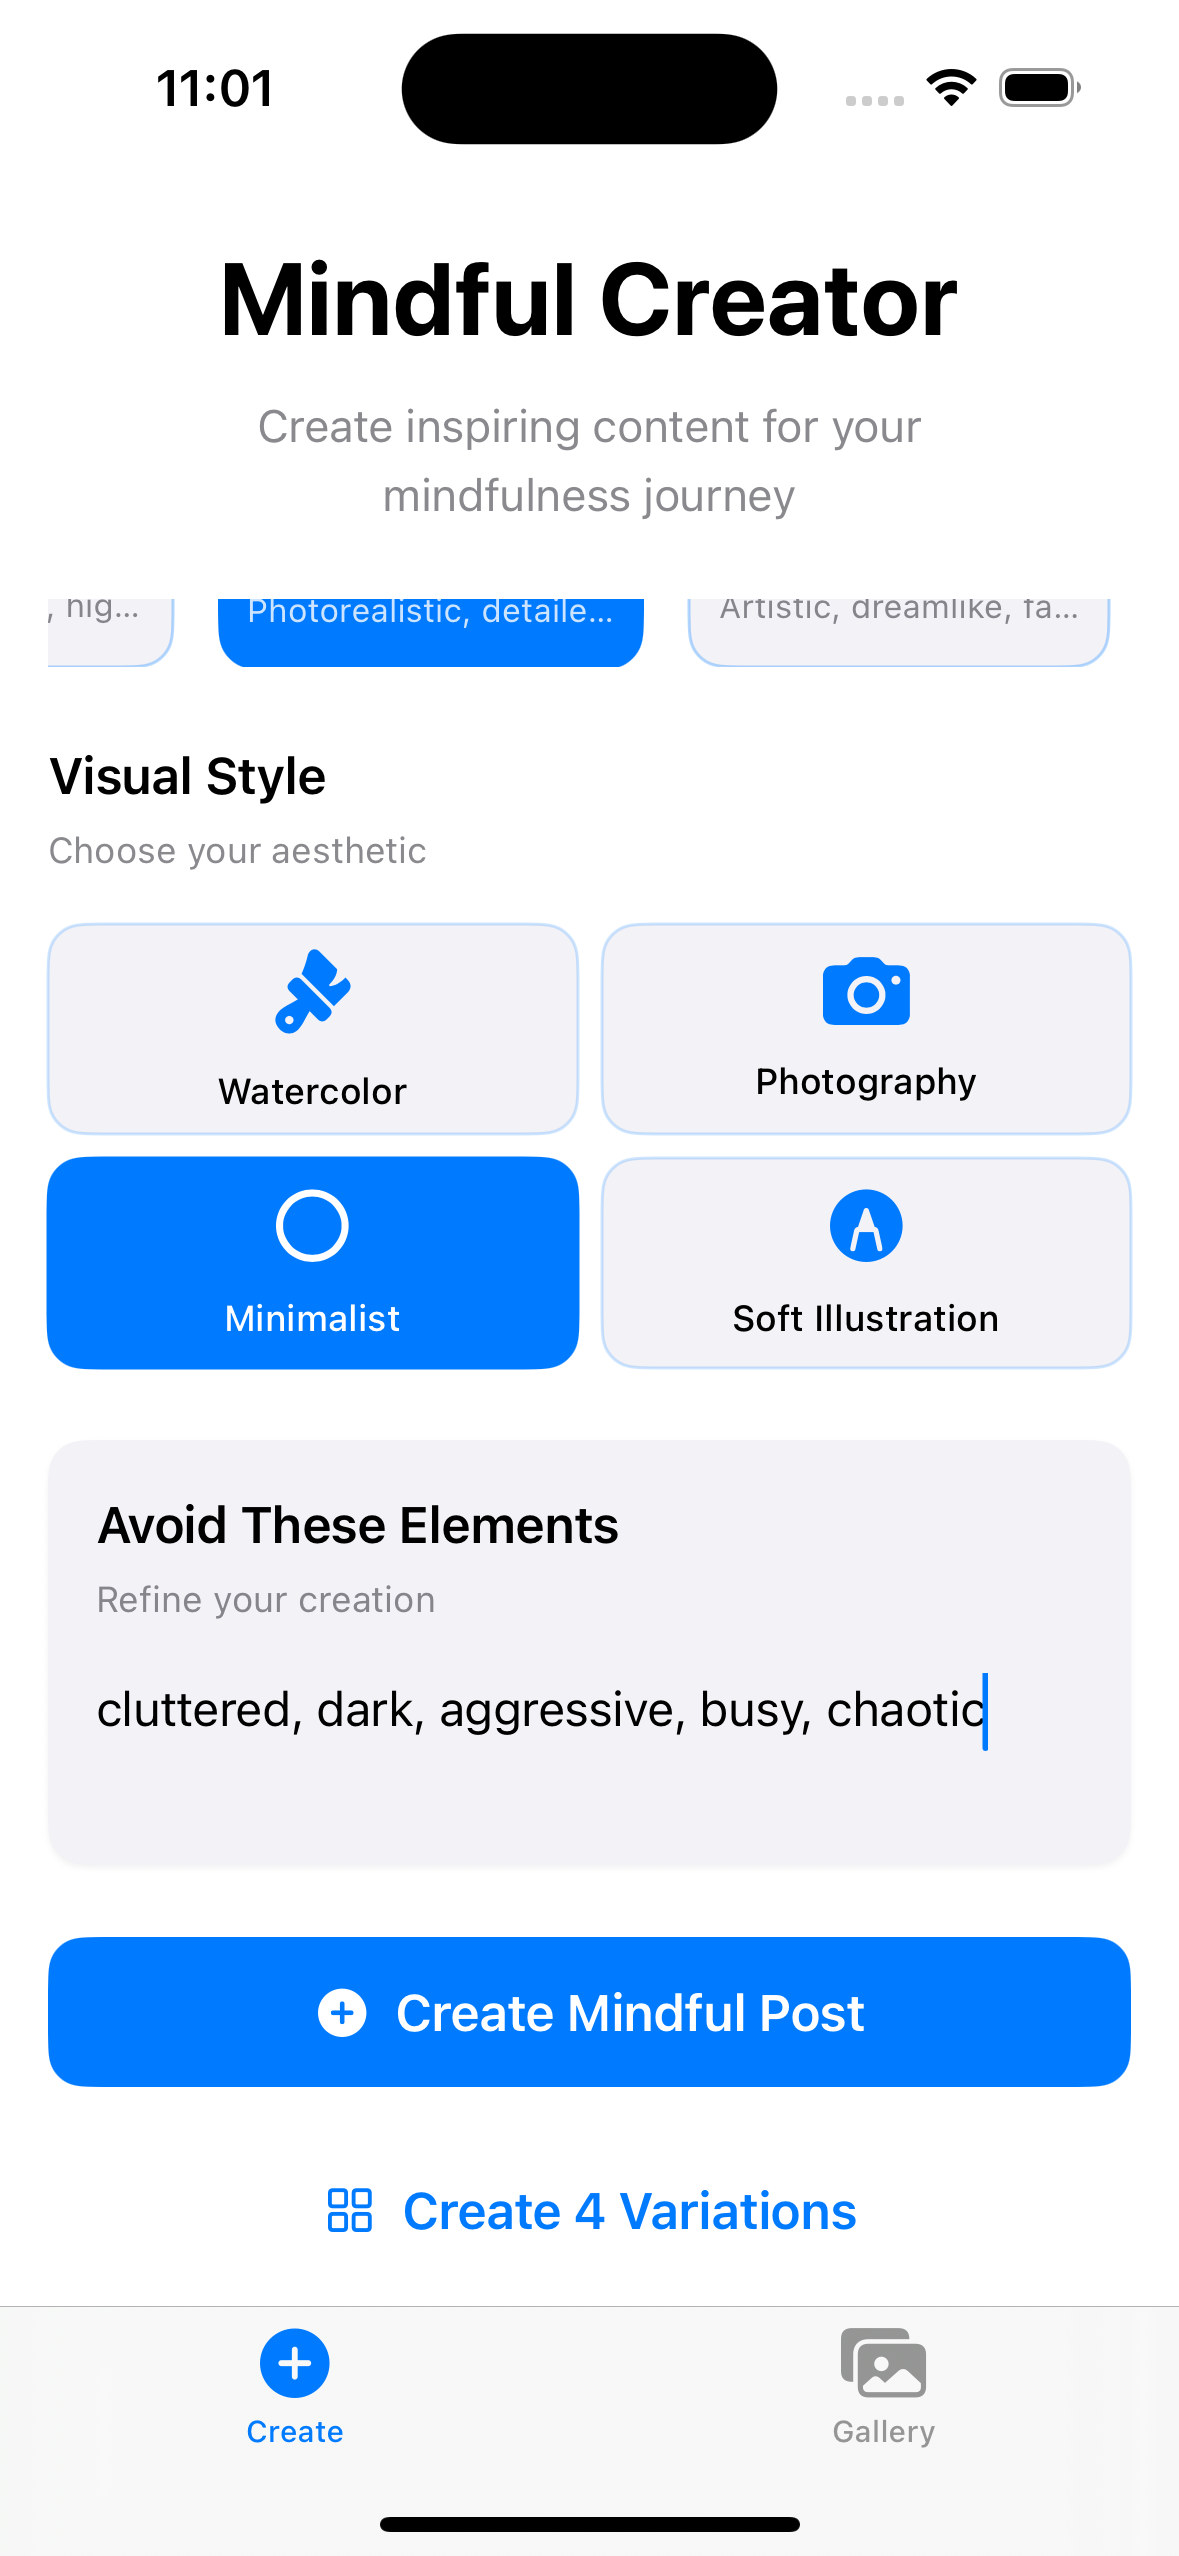 11:01
Mindful Creator
Create inspiring content for your
mindfulness journey
, hig...
Photorealistic, detaile...
Artistic, dreamlike, fa...
Visual Style
Choose your aesthetic
Watercolor
Photography
Minimalist
Soft Illustration
Avoid These Elements
Refine your creation
cluttered, dark, aggressive, busy, chaotic
Create Mindful Post
Create 4 Variations
Create
Gallery